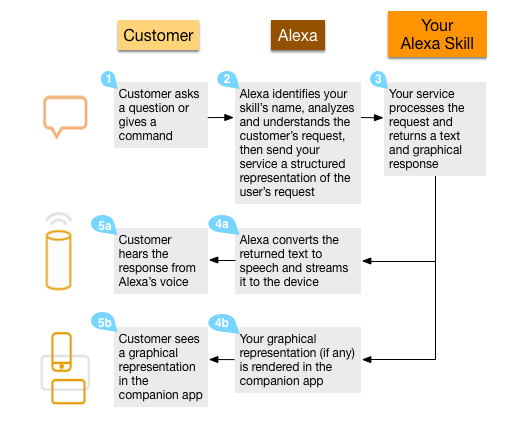 Customer
Alexa
Your
Alexa Skill
1
Customer asks
a question or
gives a
command
2
Alexa identifies your
skill's name, analyzes
and understands the
customer's request,
then send your
service a structured
representation of the
user's request
3
Your service
processes the
request and
returns a text
and graphical
response
5a
Customer
hears the
response from
Alexa's voice
4a
Alexa converts the
returned text to
speech and streams
it to the device
5b
Customer sees
a graphical
representation
in the
companion app
4b
Your graphical
representation (if any)
is rendered in the
companion app